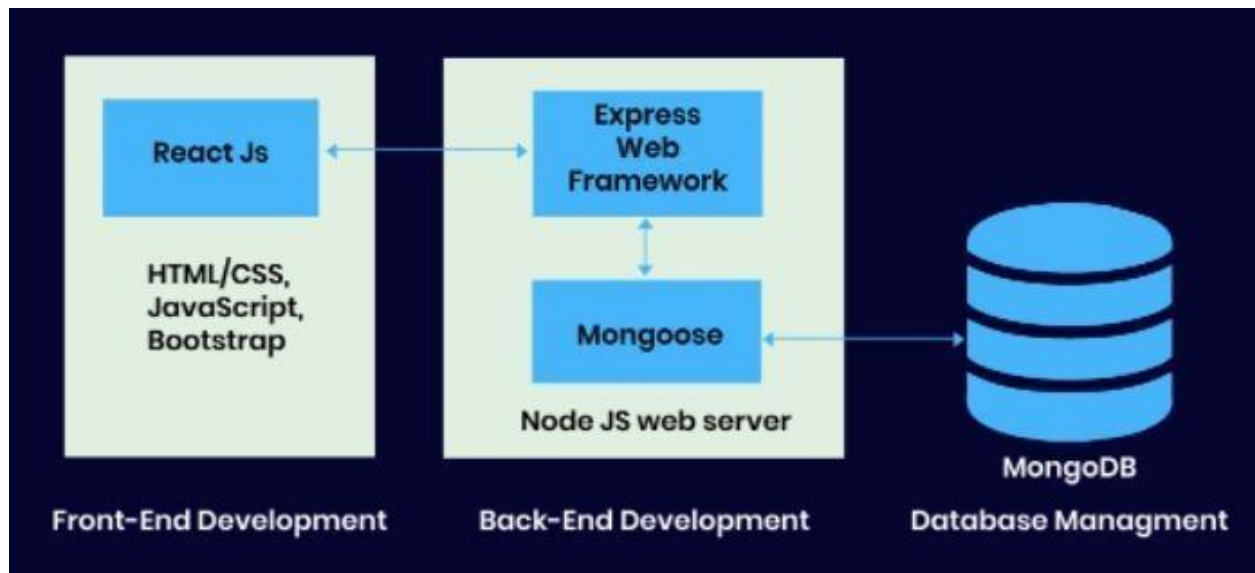 React Js
HTML/CSS,
JavaScript,
Bootstrap
Express
Web
Framework
Mongoose
Node JS web server
MongoDB
Front-End Development
Back-End Development
Database Managment